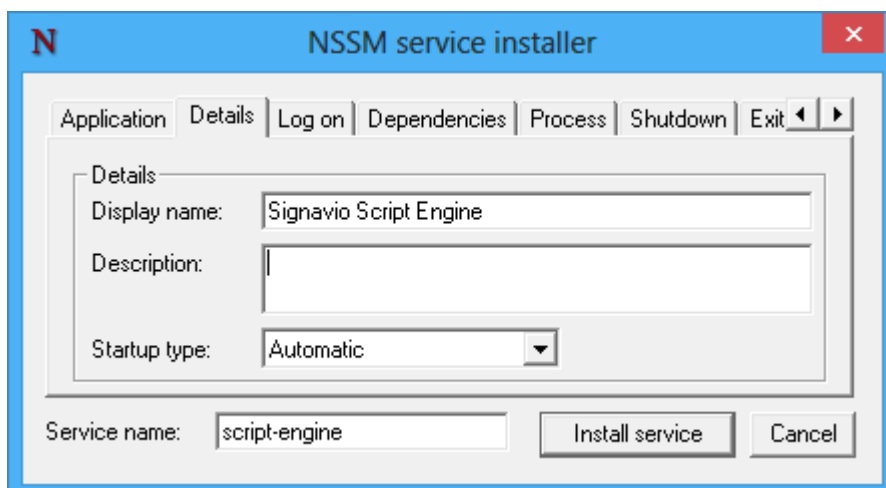 N NSSM service installer ×
Application Details Log on Dependencies Process Shutdown Exit
Details
Display name: Signavio Script Engine
Description:
Startup type: Automatic
Service name: script-engine Install service Cancel